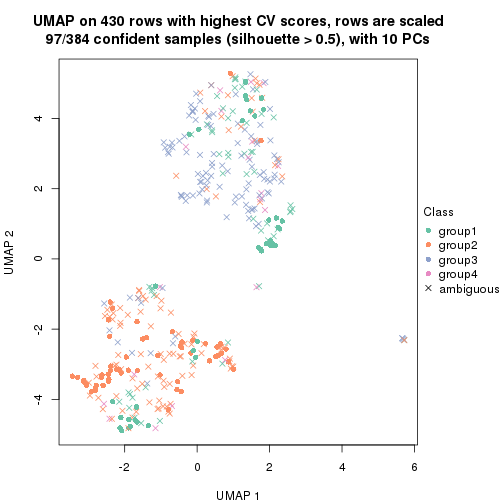 UMAP on 430 rows with highest CV scores, rows are scaled
97/384 confident samples (silhouette > 0.5), with 10 PCs
4
2
0
-2
-4
UMAP 2
-2
0
2
4
6
UMAP 1
Class
group1
group2
group3
group4
ambiguous